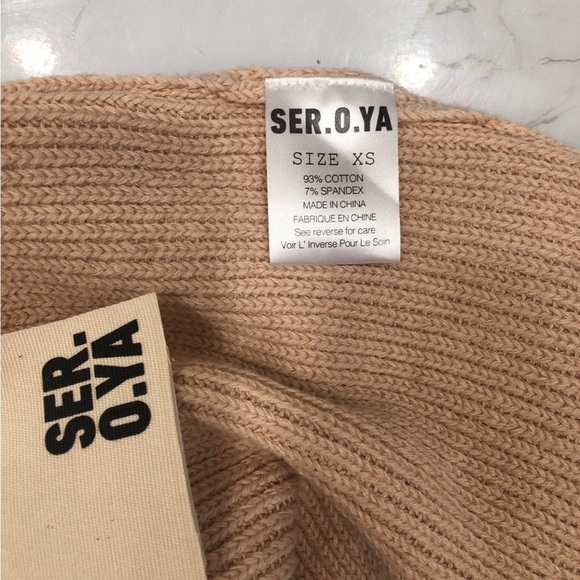 SER.O.YA
SIZE XS
93% COTTON
7% SPANDEX
MADE IN CHINA
FABRIQUE EN CHINE
See reverse for care
Voir L' Inverse Pour Le Soin
SER.
O.YA